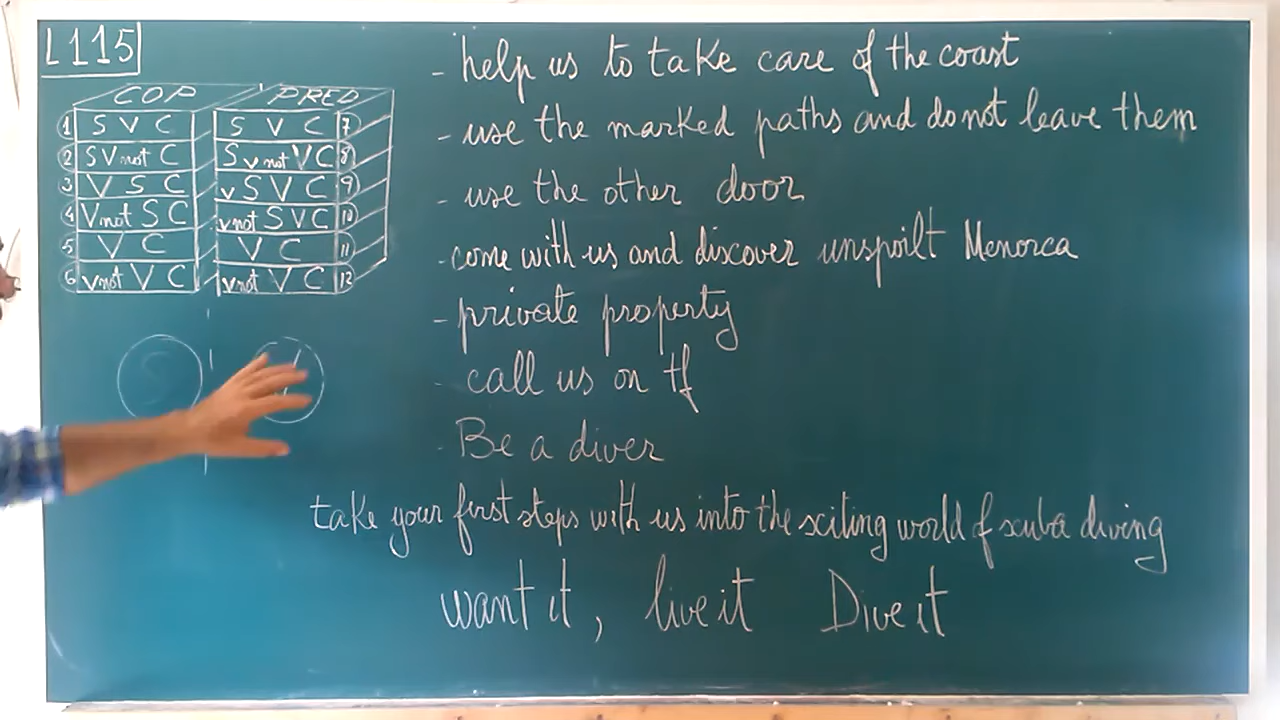 L115
COP PRED
1 S V C S V C 7
2 S V not C S v not V C 8
3 V S C v S V C 9
4 V not S C v not S V C 10
5 V C V C 11
6 v not V C v not V C 12
S
- help us to take care of the coast
- use the marked paths and do not leave them
- use the other door
- come with us and discover unspoilt Menorca
- private property
- call us on tf
- Be a diver
take your first steps with us into the sciting world of scuba diving
want it, live it Dive it